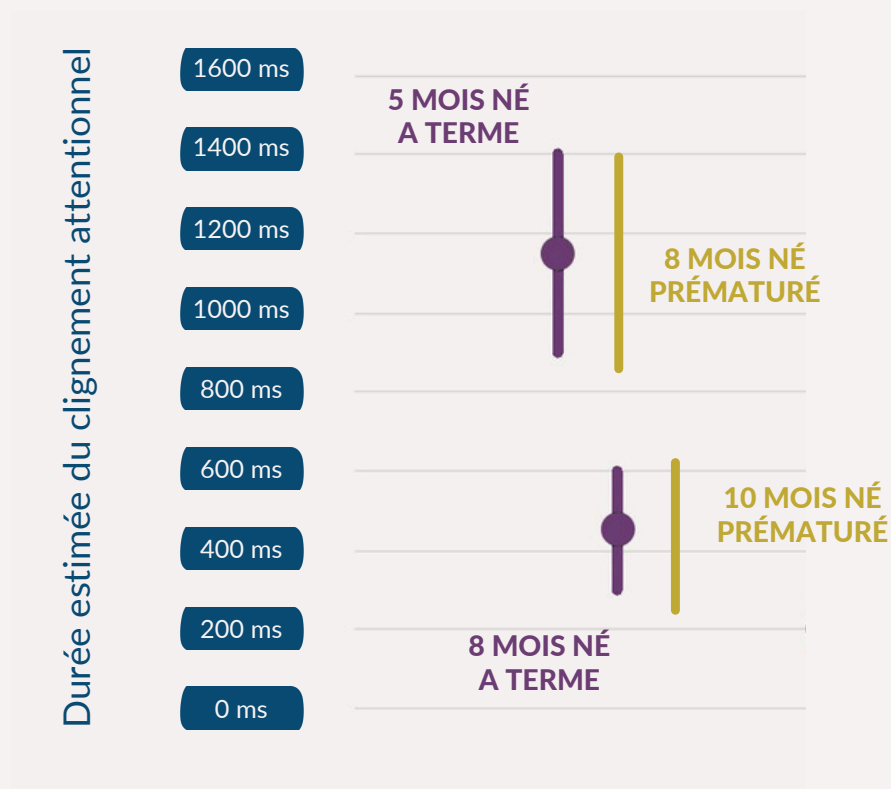 Durée estimée du clignement attentionnel
1600 ms
1400 ms
1200 ms
1000 ms
800 ms
600 ms
400 ms
200 ms
0 ms
5 MOIS NÉ
A TERME
8 MOIS NÉ
PRÉMATURÉ
10 MOIS NÉ
PRÉMATURÉ
8 MOIS NÉ
A TERME